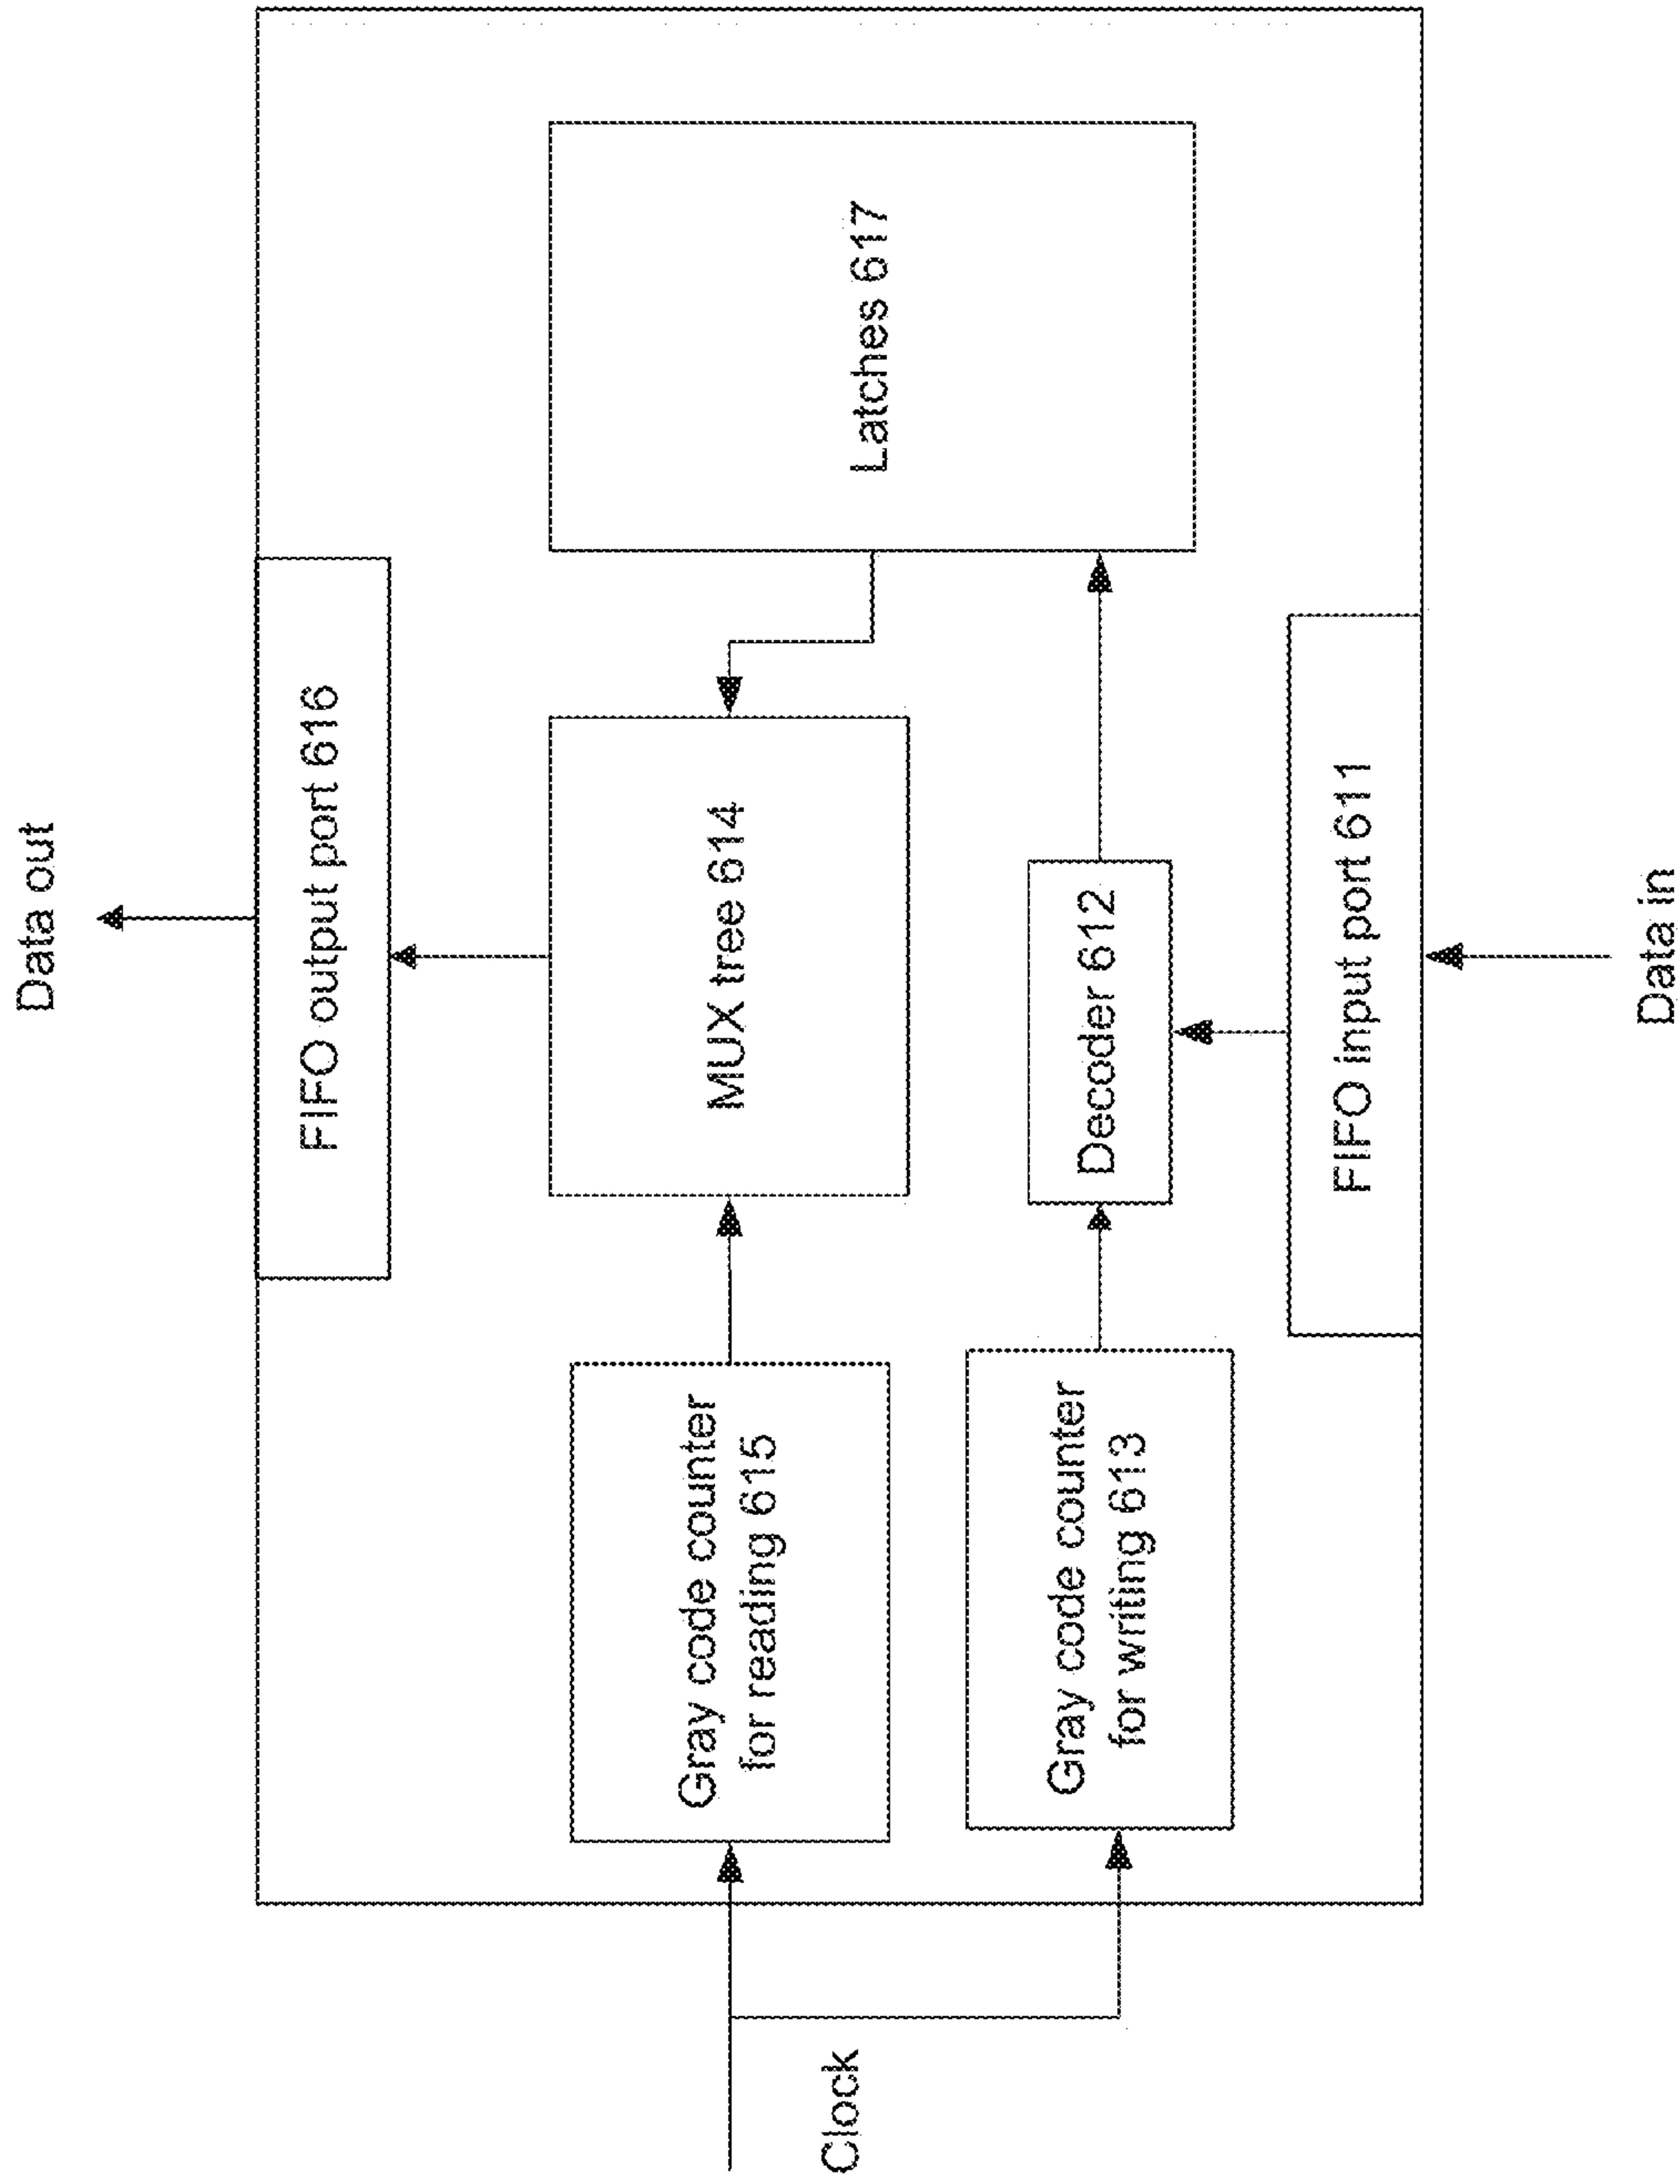 Data out
FIFO output port 616
Gray code counter
for reading 615
MUX tree 614
Latches 617
Clock
Gray code counter
for writing 613
Decoder 612
FIFO input port 611
Data in